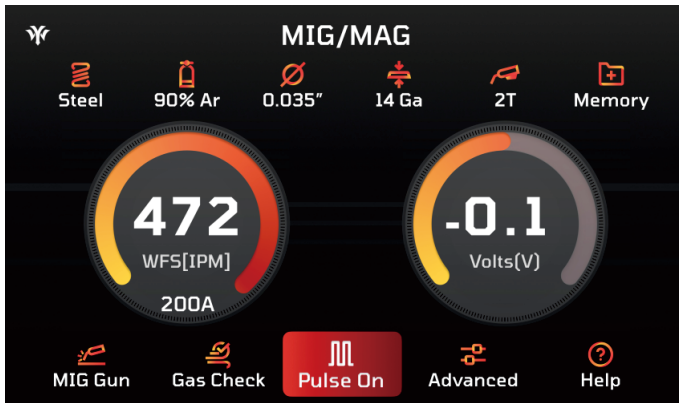 MIG/MAG
Steel 90% Ar 0.035" 14 Ga 2T Memory
472
WFS[IPM]
200A
-0.1
Volts(V)
MIG Gun Gas Check Pulse On Advanced Help